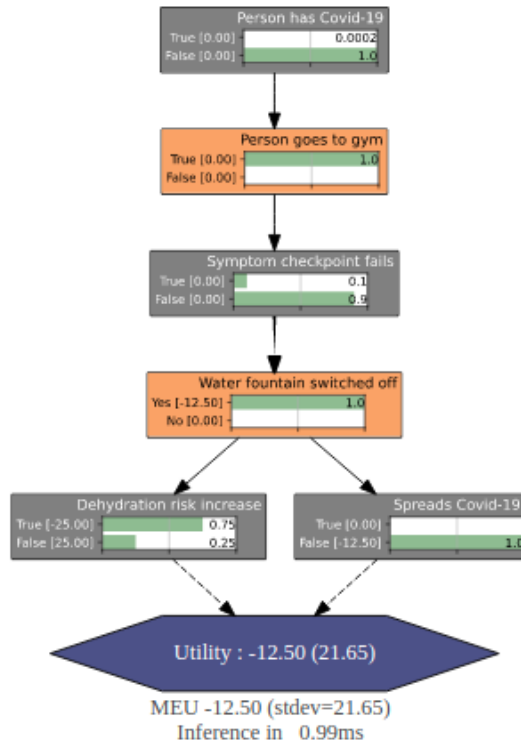 Person has Covid-19
True [0.00] 0.0002
False [0.00] 1.0
Person goes to gym
True [0.00] 1.0
False [0.00]
Symptom checkpoint fails
True [0.00] 0.1
False [0.00] 0.9
Water fountain switched off
Yes [-12.50] 1.0
No [0.00]
Dehydration risk increase
True [-25.00] 0.75
False [25.00] 0.25
Spreads Covid-19
True [0.00]
False [-12.50] 1.0
Utility : -12.50 (21.65)
MEU -12.50 (stdev=21.65)
Inference in 0.99ms